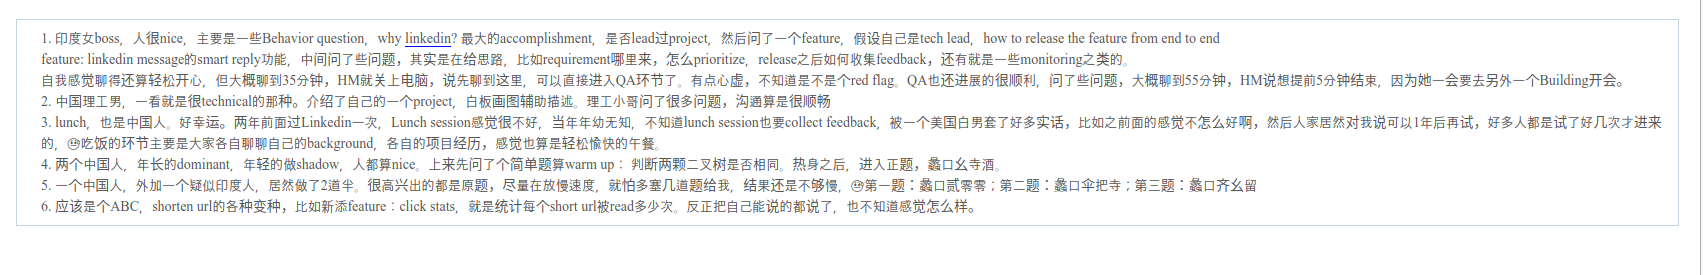 1. 印度女boss，人很nice，主要是一些Behavior question，why linkedin? 最大的accomplishment，是否lead过project，然后问了一个feature，假设自己是tech lead，how to release the feature from end to end
feature: linkedin message的smart reply功能，中间问了些问题，其实是在给思路，比如requirement哪里来，怎么prioritize，release之后如何收集feedback，还有就是一些monitoring之类的。
自我感觉聊得还算轻松开心，但大概聊到35分钟，HM就关上电脑，说先聊到这里，可以直接进入QA环节了。有点心虚，不知道是不是个red flag。QA也还进展的很顺利，问了些问题，大概聊到55分钟，HM说想提前5分钟结束，因为她一会要去另外一个Building开会。
2. 中国理工男，一看就是很technical的那种。介绍了自己的一个project，白板画图辅助描述。理工小哥问了很多问题，沟通算是很顺畅
3. lunch，也是中国人。好幸运。两年前面过Linkedin一次，Lunch session感觉很不好，当年年幼无知，不知道lunch session也要collect feedback，被一个美国白男套了好多实话，比如之前面的感觉不怎么好啊，然后人家居然对我说可以1年后再试，好多人都是试了好几次才进来
的，😓吃饭的环节主要是大家各自聊聊自己的background，各自的项目经历，感觉也算是轻松愉快的午餐。
4. 两个中国人，年长的dominant，年轻的做shadow，人都算nice。上来先问了个简单题算warm up： 判断两颗二叉树是否相同。热身之后，进入正题，蠡口幺寺酒。
5. 一个中国人，外加一个疑似印度人，居然做了2道半。很高兴出的都是原题，尽量在放慢速度，就怕多塞几道题给我，结果还是不够慢，😓第一题：蠡口贰零零；第二题：蠡口伞把寺；第三题：蠡口齐幺留
6. 应该是个ABC，shorten url的各种变种，比如新添feature：click stats，就是统计每个short url被read多少次。反正把自己能说的都说了，也不知道感觉怎么样。